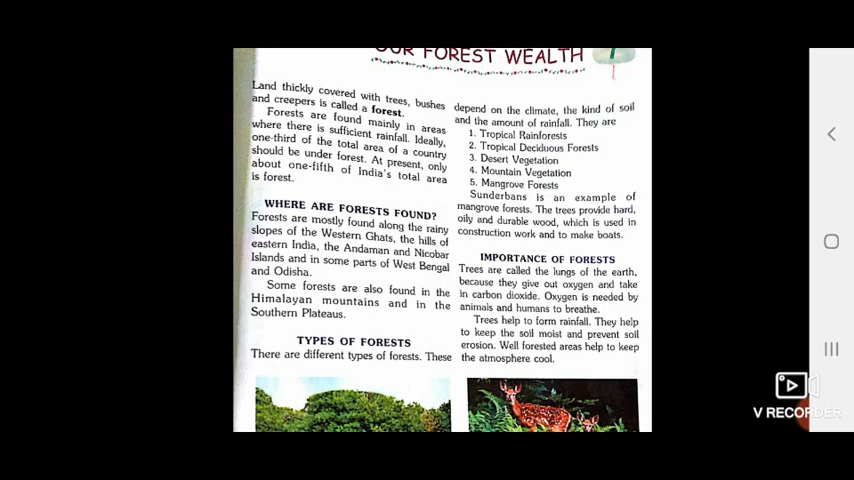 OUR FOREST WEALTH
Land thickly covered with trees, bushes
and creepers is called a forest.
Forests are found mainly in areas
where there is sufficient rainfall. Ideally,
one-third of the total area of a country
should be under forest. At present, only
about one-fifth of India's total area
is forest.
WHERE ARE FORESTS FOUND?
Forests are mostly found along the rainy
slopes of the Western Ghats, the hills of
eastern India, the Andaman and Nicobar
Islands and in some parts of West Bengal
and Odisha.
Some forests are also found in the
Himalayan mountains and in the
Southern Plateaus.
TYPES OF FORESTS
There are different types of forests. These
depend on the climate, the kind of soil
and the amount of rainfall. They are
1. Tropical Rainforests
2. Tropical Deciduous Forests
3. Desert Vegetation
4. Mountain Vegetation
5. Mangrove Forests
Sunderbans is an example of
mangrove forests. The trees provide hard,
oily and durable wood, which is used in
construction work and to make boats.
IMPORTANCE OF FORESTS
Trees are called the lungs of the earth,
because they give out oxygen and take
in carbon dioxide. Oxygen is needed by
animals and humans to breathe.
Trees help to form rainfall. They help
to keep the soil moist and prevent soil
erosion. Well forested areas help to keep
the atmosphere cool.
V RECORDER